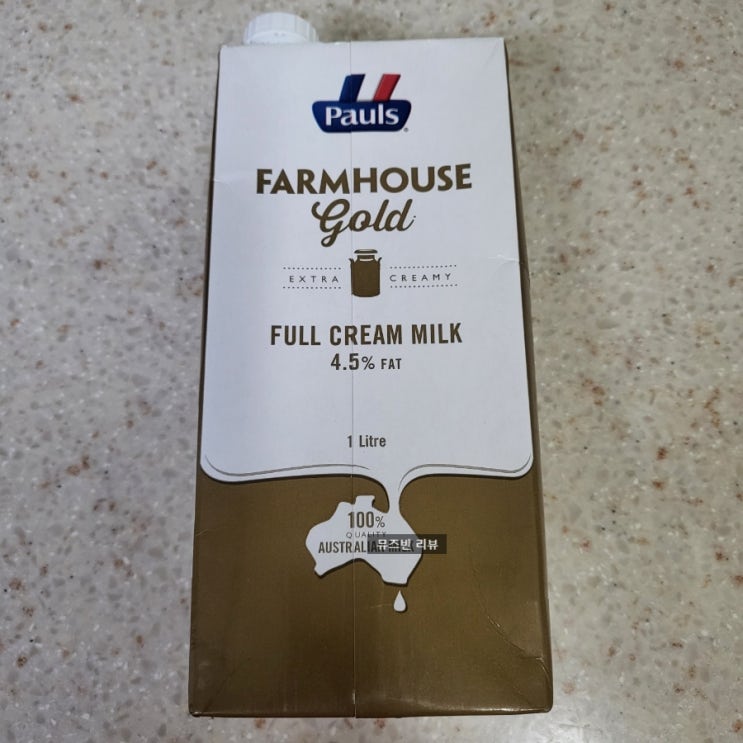 Pauls
FARMHOUSE
Gold
EXTRA CREAMY
FULL CREAM MILK
4.5% FAT
1 Litre
100%
QUALITY
AUSTRALIA
뮤즈빈 리뷰